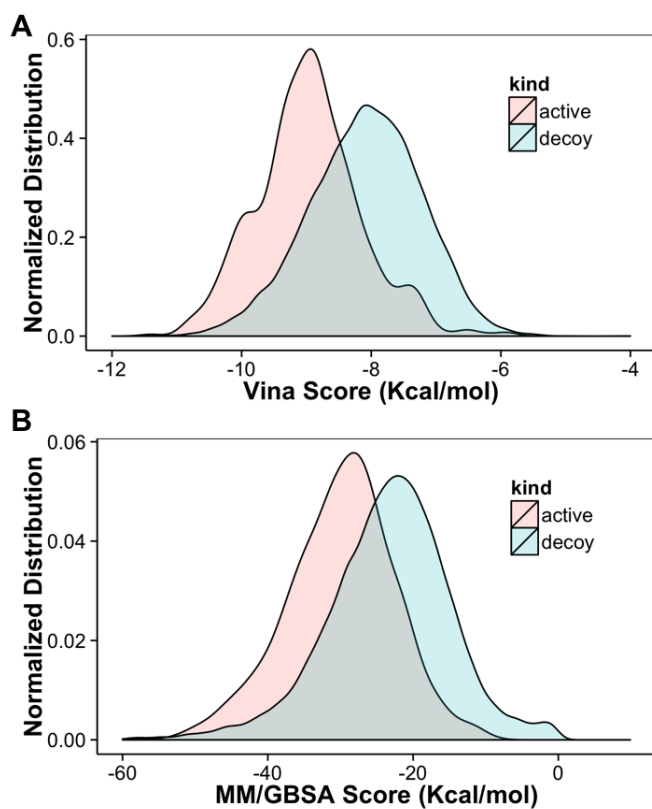 A
Normalized Distribution
0.6
0.4
0.2
0.0
kind
active
decoy
-12 -10 -8 -6 -4
Vina Score (Kcal/mol)
B
Normalized Distribution
0.06
0.04
0.02
0.00
kind
active
decoy
-60 -40 -20 0
MM/GBSA Score (Kcal/mol)